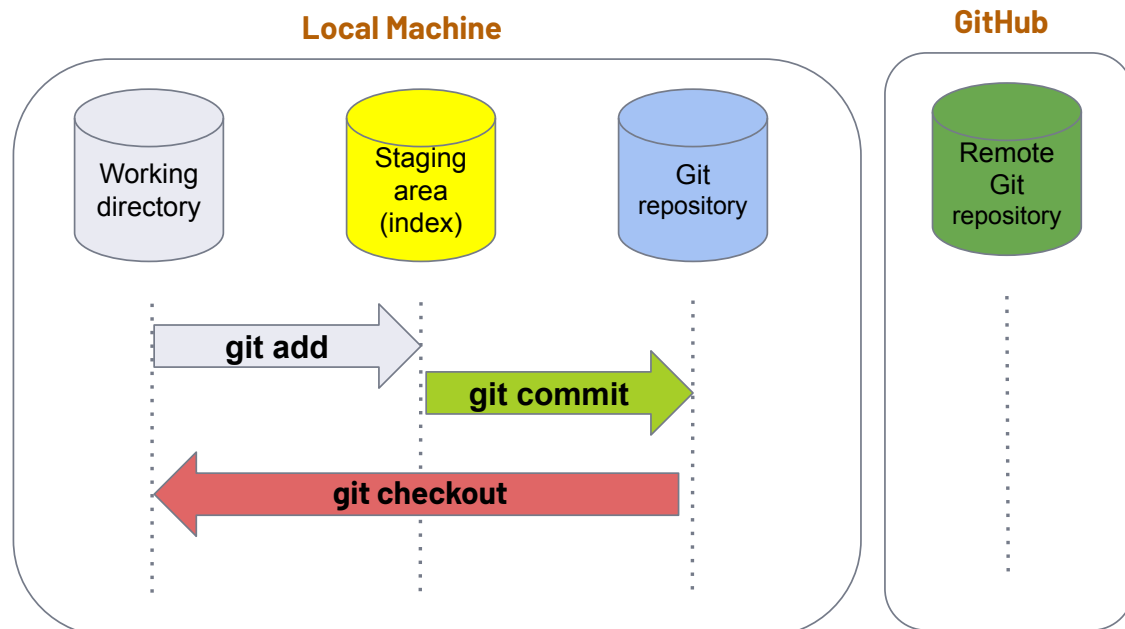 Local Machine
GitHub
Working
directory
Staging
area
(index)
Git
repository
Remote
Git
repository
git add
git commit
git checkout